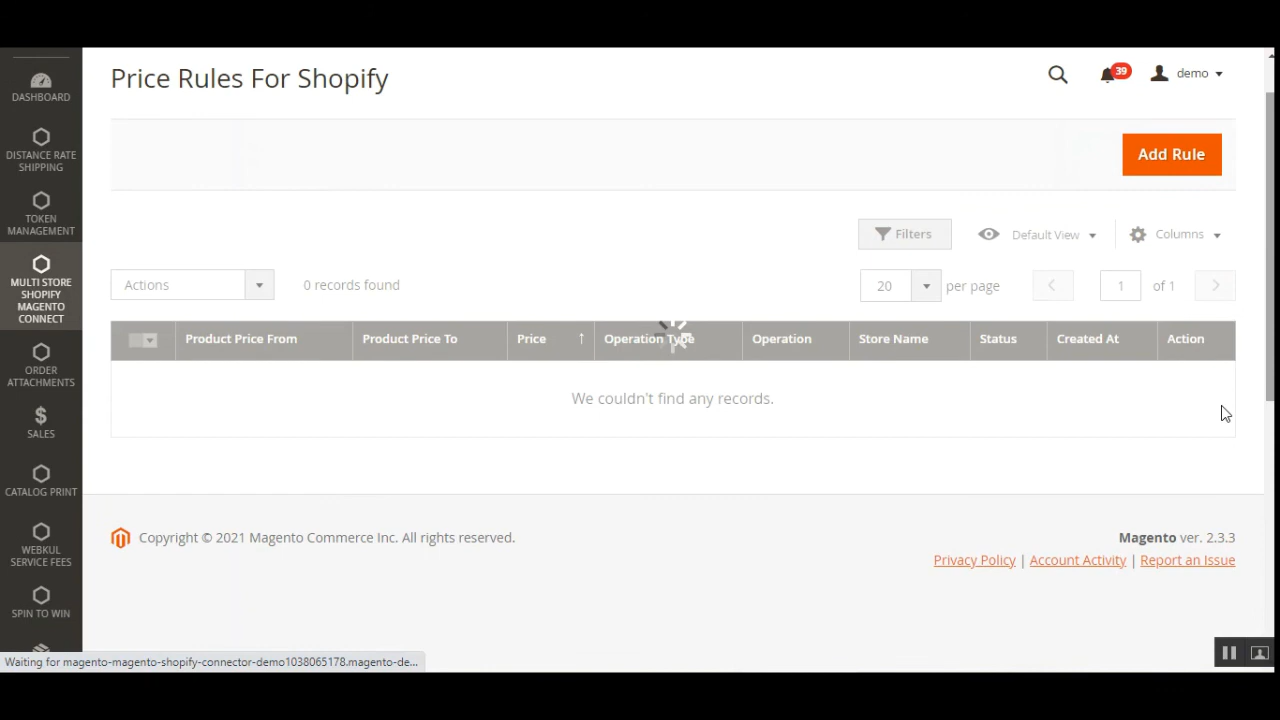 Price Rules For Shopify
39
demo
DASHBOARD
DISTANCE RATE
SHIPPING
TOKEN
MANAGEMENT
MULTI STORE
SHOPIFY
MAGENTO
CONNECT
ORDER
ATTACHMENTS
$
SALES
CATALOG PRINT
WEBKUL
SERVICE FEES
SPIN TO WIN
Add Rule
Filters
Default View
Columns
Actions
0 records found
20
per page
1
of 1
Product Price From
Product Price To
Price ↑
Operation Type
Operation
Store Name
Status
Created At
Action
We couldn't find any records.
Copyright © 2021 Magento Commerce Inc. All rights reserved.
Magento ver. 2.3.3
Privacy Policy | Account Activity | Report an Issue
Waiting for magento-magento-shopify-connector-demo1038065178.magento-de...